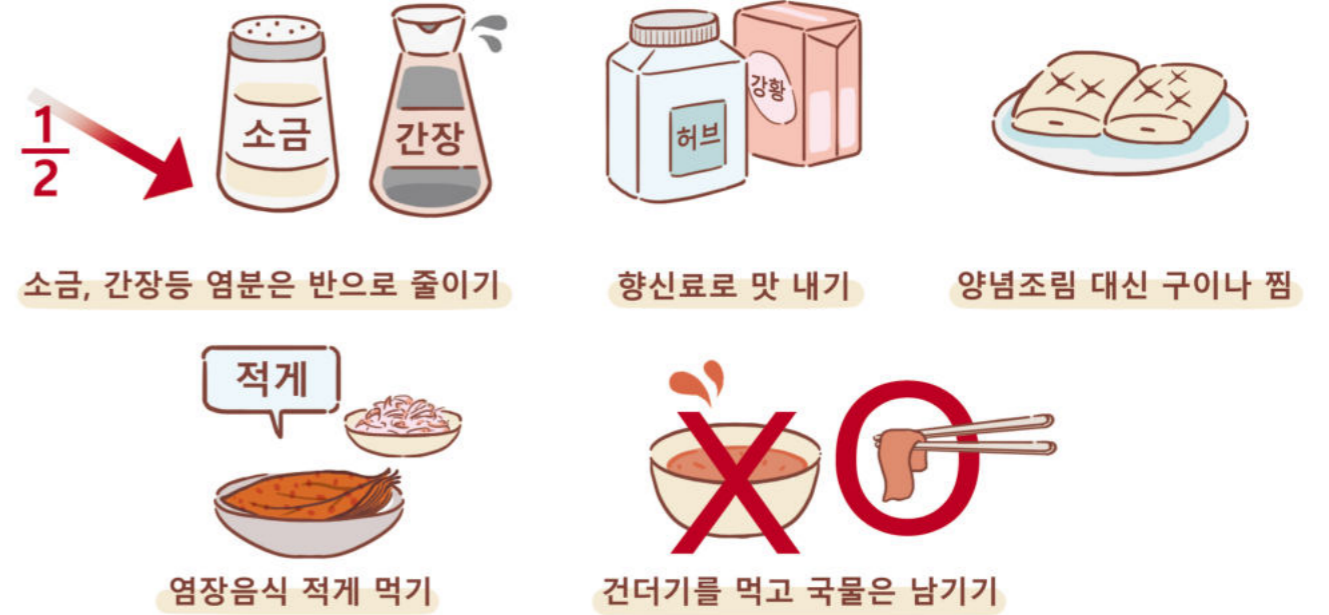 1
2
소금
간장
허브
강황
소금, 간장등 염분은 반으로 줄이기
향신료로 맛 내기
양념조림 대신 구이나 찜
적게
X
O
염장음식 적게 먹기
건더기를 먹고 국물은 남기기